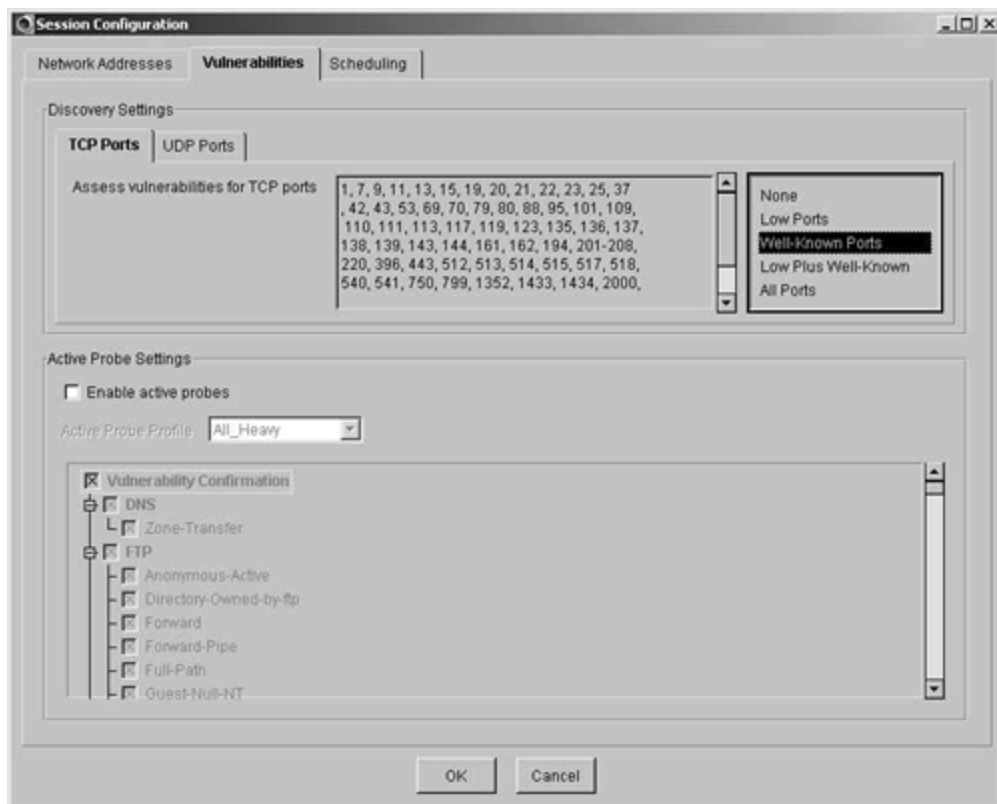 Session Configuration
Network Addresses
Vulnerabilities
Scheduling
Discovery Settings
TCP Ports
UDP Ports
Assess vulnerabilities for TCP ports
1, 7, 9, 11, 13, 15, 19, 20, 21, 22, 23, 25, 37
, 42, 43, 53, 69, 70, 79, 80, 88, 95, 101, 109,
110, 111, 113, 117, 119, 123, 135, 136, 137,
138, 139, 143, 144, 161, 162, 194, 201-208,
220, 396, 443, 512, 513, 514, 515, 517, 518,
540, 541, 750, 799, 1352, 1433, 1434, 2000,
None
Low Ports
Well-Known Ports
Low Plus Well-Known
All Ports
Active Probe Settings
Enable active probes
Active Probe Profile
All_Heavy
Vulnerability Confirmation
DNS
Zone-Transfer
FTP
Anonymous-Active
Directory-Owned-by-ftp
Forward
Forward-Pipe
Full-Path
Guest-Null-NT
OK
Cancel